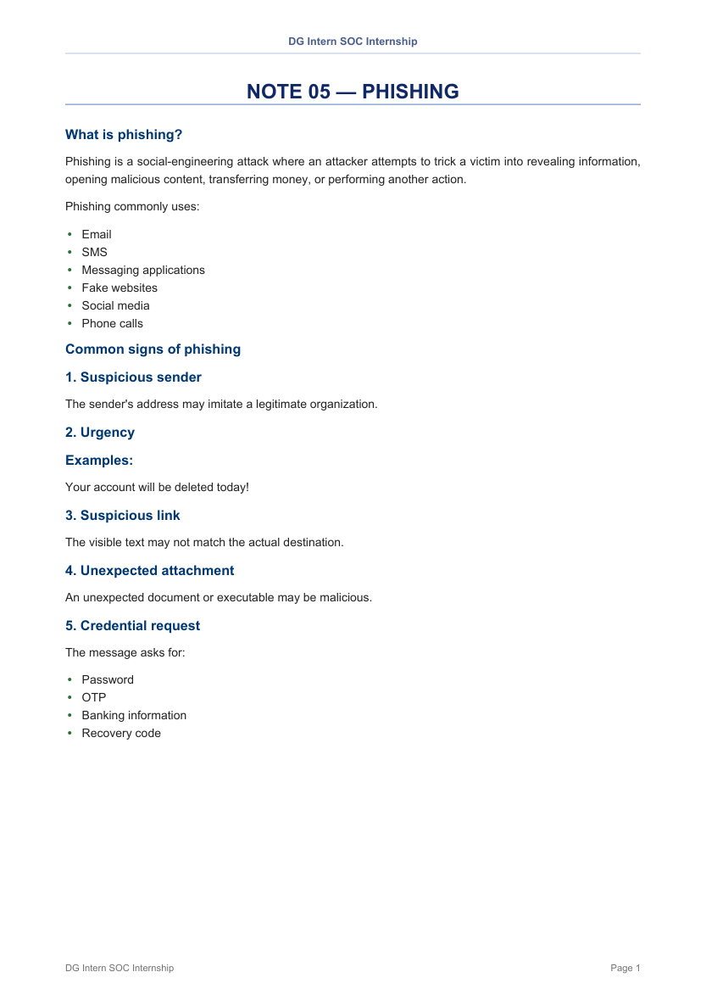 DG Intern SOC Internship
NOTE 05 — PHISHING
What is phishing?
Phishing is a social-engineering attack where an attacker attempts to trick a victim into revealing information,
opening malicious content, transferring money, or performing another action.
Phishing commonly uses:
• Email
• SMS
• Messaging applications
• Fake websites
• Social media
• Phone calls
Common signs of phishing
1. Suspicious sender
The sender's address may imitate a legitimate organization.
2. Urgency
Examples:
Your account will be deleted today!
3. Suspicious link
The visible text may not match the actual destination.
4. Unexpected attachment
An unexpected document or executable may be malicious.
5. Credential request
The message asks for:
• Password
• OTP
• Banking information
• Recovery code
DG Intern SOC Internship
Page 1